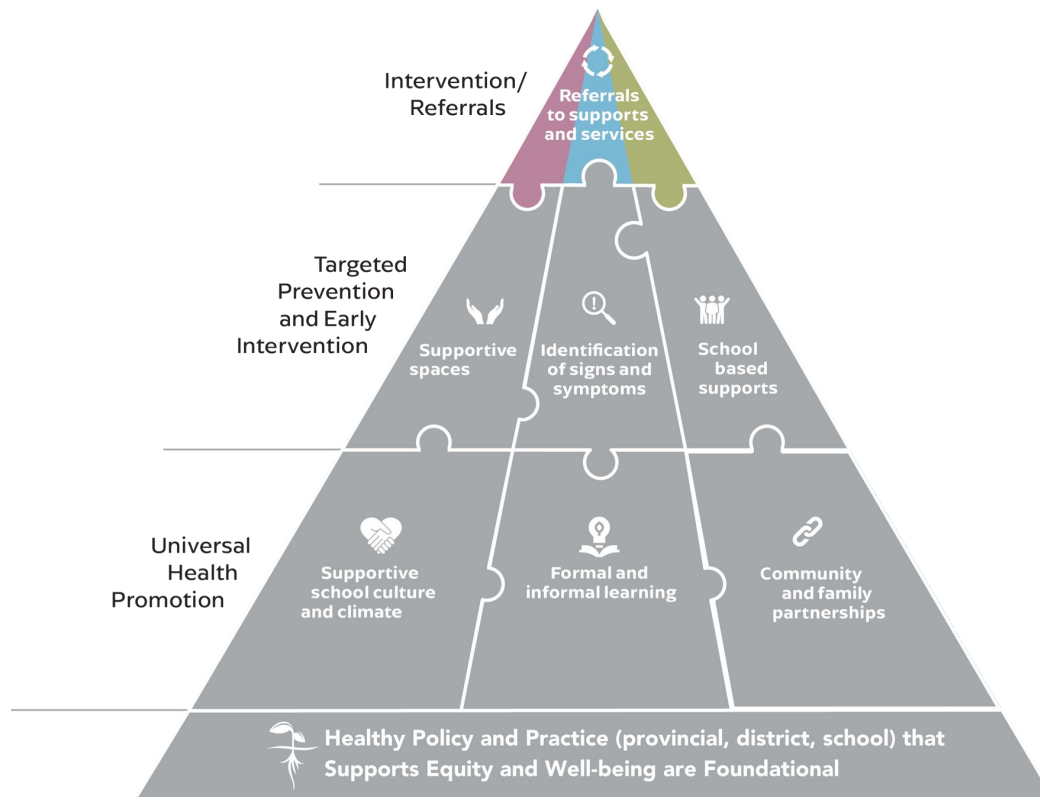 Intervention/
Referrals
Referrals
to supports
and services
Targeted
Prevention
and Early
Intervention
Supportive
spaces
Identification
of signs and
symptoms
School
based
supports
Universal
Health
Promotion
Supportive
school culture
and climate
Formal and
informal learning
Community
and family
partnerships
Healthy Policy and Practice (provincial, district, school) that
Supports Equity and Well-being are Foundational